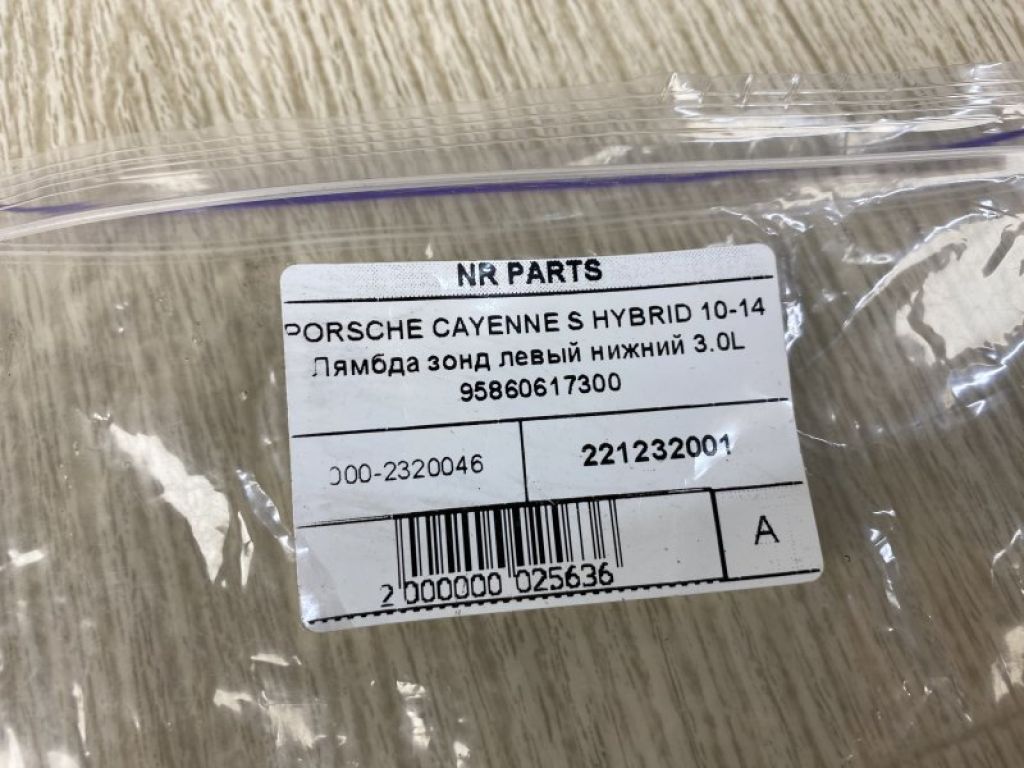 NR PARTS
PORSCHE CAYENNE S HYBRID 10-14
Лямбда зонд левый нижний 3.0L
95860617300
000-2320046
221232001
A
2 000000 025636